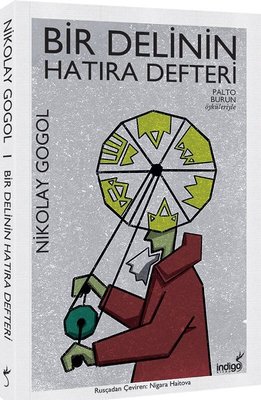 BİR DELİNİN
HATIRA DEFTERİ
PALTO
BURUN
öyküleriyle
NİKOLAY GOGOL
NİKOLAY GOGOL | BİR DELİNİN HATIRA DEFTERİ
indigo
Rusçadan Çeviren: Nigara Haitova